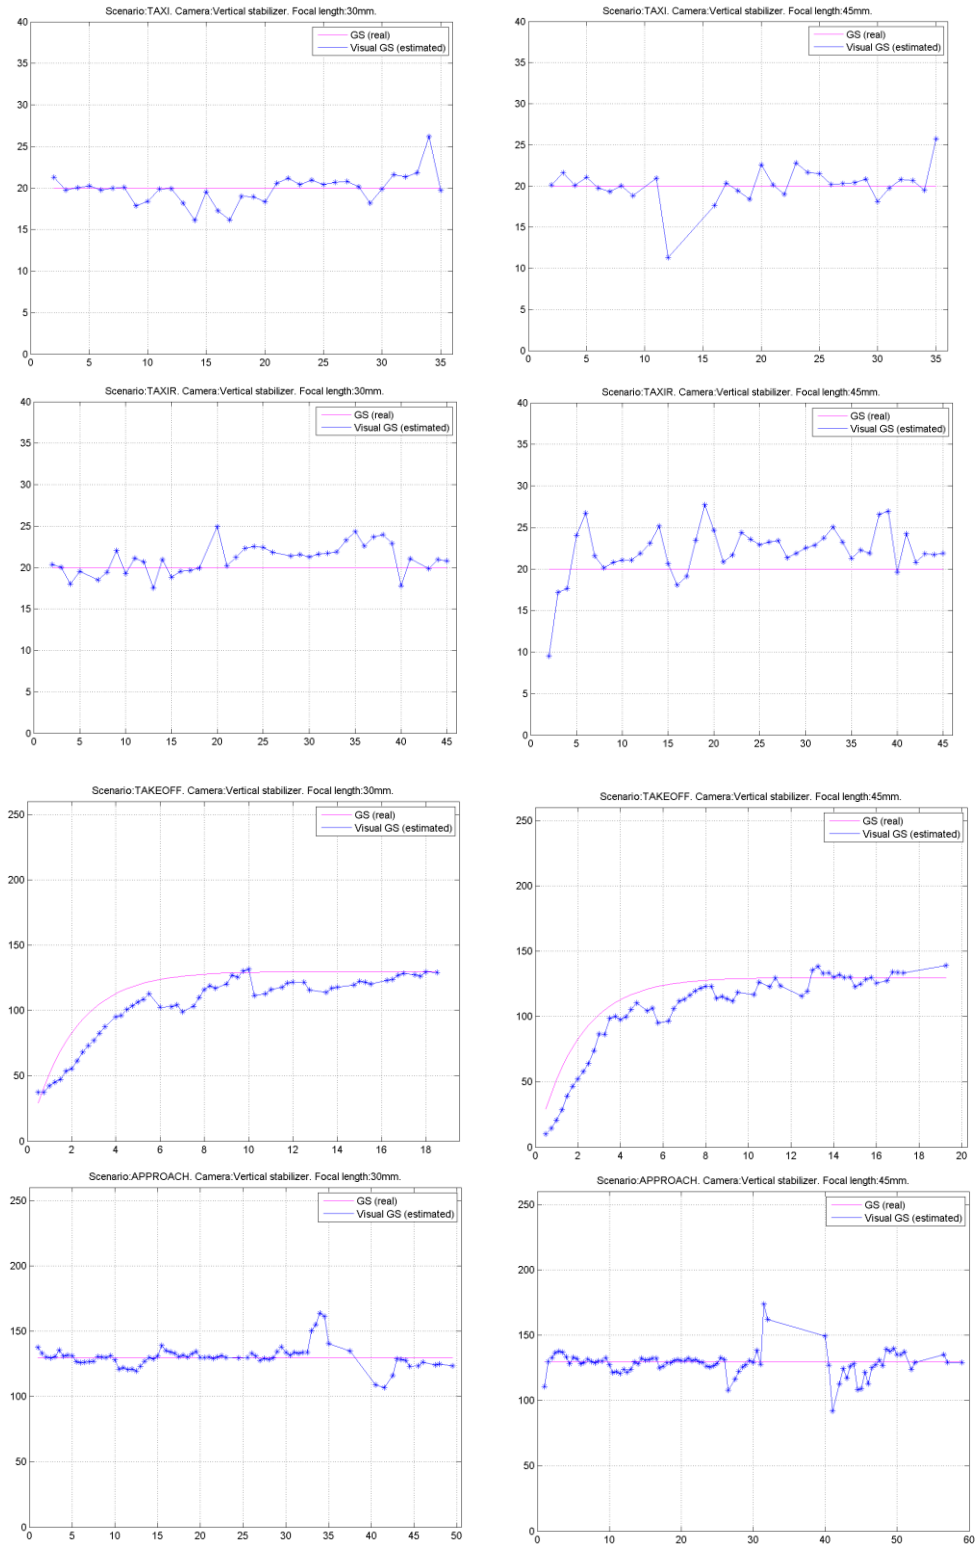 Scenario:TAXI. Camera:Vertical stabilizer. Focal length:30mm.
GS (real)
Visual GS (estimated)
40
35
30
25
20
15
10
5
0
0 5 10 15 20 25 30 35
Scenario:TAXI. Camera:Vertical stabilizer. Focal length:45mm.
GS (real)
Visual GS (estimated)
40
35
30
25
20
15
10
5
0
0 5 10 15 20 25 30 35
Scenario:TAXIR. Camera:Vertical stabilizer. Focal length:30mm.
GS (real)
Visual GS (estimated)
40
35
30
25
20
15
10
5
0
0 5 10 15 20 25 30 35 40 45
Scenario:TAXIR. Camera:Vertical stabilizer. Focal length:45mm.
GS (real)
Visual GS (estimated)
40
35
30
25
20
15
10
5
0
0 5 10 15 20 25 30 35 40 45
Scenario:TAKEOFF. Camera:Vertical stabilizer. Focal length:30mm.
GS (real)
Visual GS (estimated)
250
200
150
100
50
0
0 2 4 6 8 10 12 14 16 18
Scenario:TAKEOFF. Camera:Vertical stabilizer. Focal length:45mm.
GS (real)
Visual GS (estimated)
250
200
150
100
50
0
0 2 4 6 8 10 12 14 16 18 20
Scenario:APPROACH. Camera:Vertical stabilizer. Focal length:30mm.
GS (real)
Visual GS (estimated)
250
200
150
100
50
0
0 5 10 15 20 25 30 35 40 45 50
Scenario:APPROACH. Camera:Vertical stabilizer. Focal length:45mm.
GS (real)
Visual GS (estimated)
250
200
150
100
50
0
0 10 20 30 40 50 60